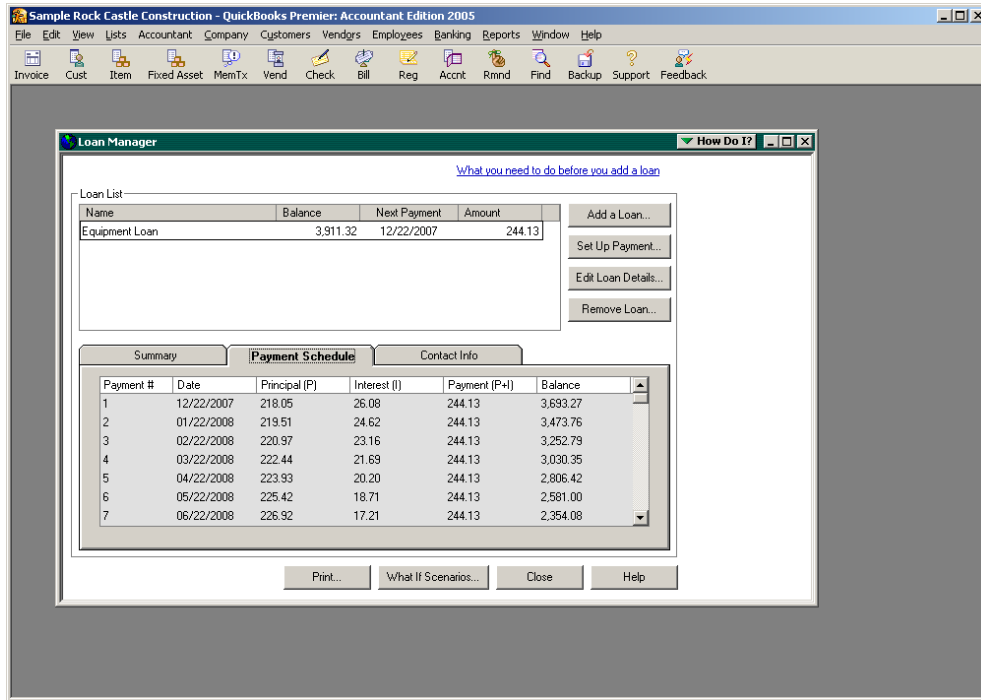 Sample Rock Castle Construction - QuickBooks Premier: Accountant Edition 2005
File Edit View Lists Accountant Company Customers Vendors Employees Banking Reports Window Help
Invoice Cust Item Fixed Asset MemTx Vend Check Bill Reg Accnt Rmnd Find Backup Support Feedback
Loan Manager How Do I?
What you need to do before you add a loan
Loan List
Name Balance Next Payment Amount
Equipment Loan 3,911.32 12/22/2007 244.13
Add a Loan...
Set Up Payment...
Edit Loan Details...
Remove Loan...
Summary Payment Schedule Contact Info
Payment # Date Principal (P) Interest (I) Payment (P+I) Balance
1 12/22/2007 218.05 26.08 244.13 3,693.27
2 01/22/2008 219.51 24.62 244.13 3,473.76
3 02/22/2008 220.97 23.16 244.13 3,252.79
4 03/22/2008 222.44 21.69 244.13 3,030.35
5 04/22/2008 223.93 20.20 244.13 2,806.42
6 05/22/2008 225.42 18.71 244.13 2,581.00
7 06/22/2008 226.92 17.21 244.13 2,354.08
Print... What If Scenarios... Close Help